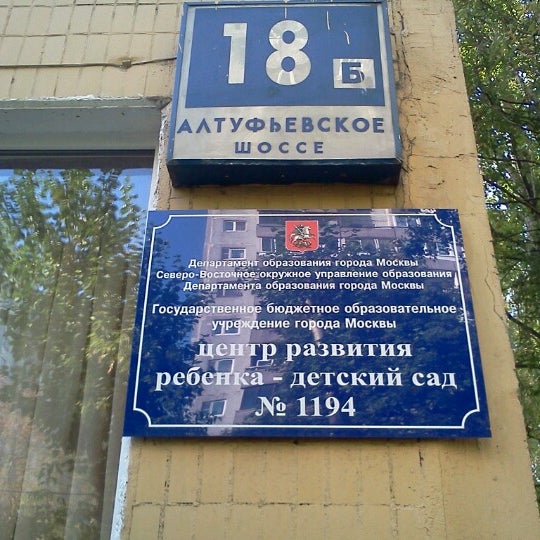 18 Б
АЛТУФЬЕВСКОЕ
ШОССЕ
Департамент образования города Москвы
Северо-Восточное окружное управление образования
Департамента образования города Москвы
Государственное бюджетное образовательное
учреждение города Москвы
центр развития
ребенка - детский сад
№ 1194